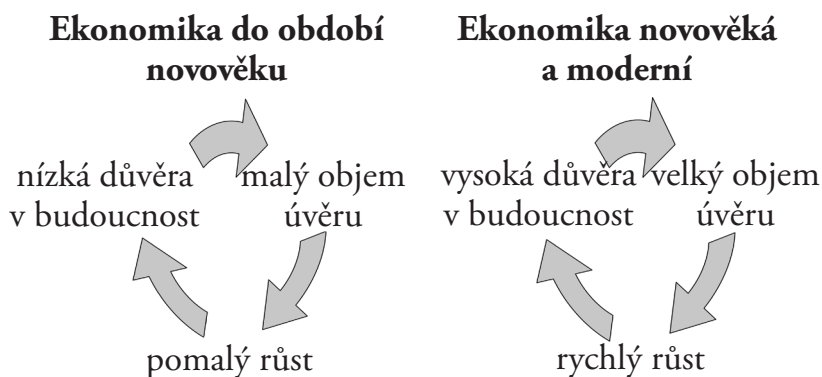 Ekonomika do období
novověku
nízká důvěra
v budoucnost
malý objem
úvěru
pomalý růst
Ekonomika novověká
a moderní
vysoká důvěra
v budoucnost
velký objem
úvěru
rychlý růst